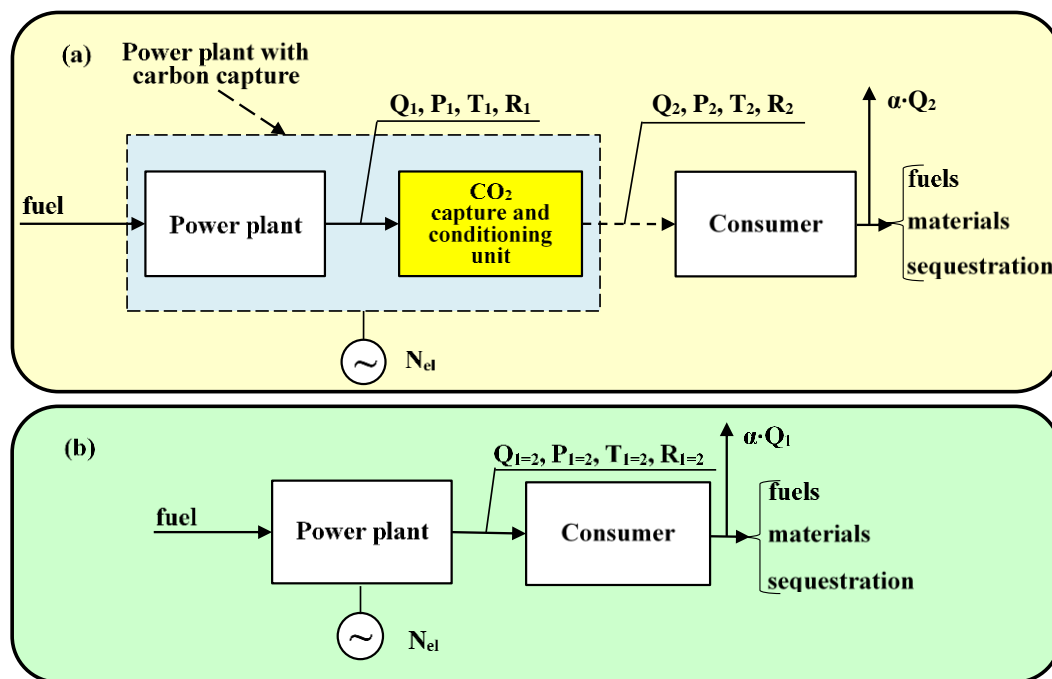 (a)
Power plant with
carbon capture
Q₁, P₁, T₁, R₁
Q₂, P₂, T₂, R₂
α·Q₂
fuel
Power plant
CO₂
capture and
conditioning
unit
Consumer
fuels
materials
sequestration
~
Nₑₗ
(b)
Q₁₌₂, P₁₌₂, T₁₌₂, R₁₌₂
α·Q₁
fuel
Power plant
Consumer
fuels
materials
sequestration
~
Nₑₗ